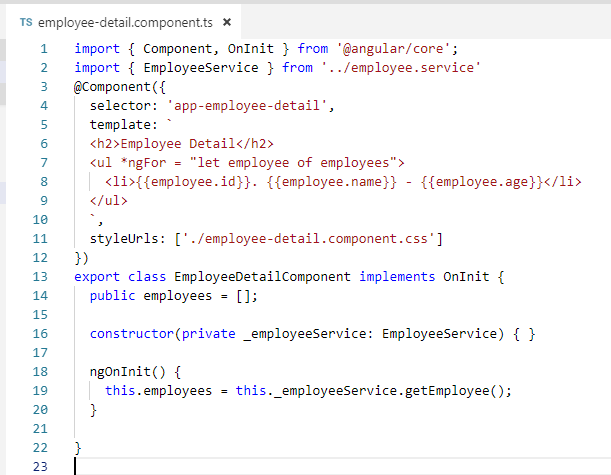 TS employee-detail.component.ts ×
1 import { Component, OnInit } from '@angular/core';
2 import { EmployeeService } from '../employee.service'
3 @Component({
4   selector: 'app-employee-detail',
5   template: `
6   <h2>Employee Detail</h2>
7   <ul *ngFor = "let employee of employees">
8     <li>{{employee.id}}. {{employee.name}} - {{employee.age}}</li>
9   </ul>
10   `,
11   styleUrls: ['./employee-detail.component.css']
12 })
13 export class EmployeeDetailComponent implements OnInit {
14   public employees = [];
15
16   constructor(private _employeeService: EmployeeService) { }
17
18   ngOnInit() {
19     this.employees = this._employeeService.getEmployee();
20   }
21
22 }
23